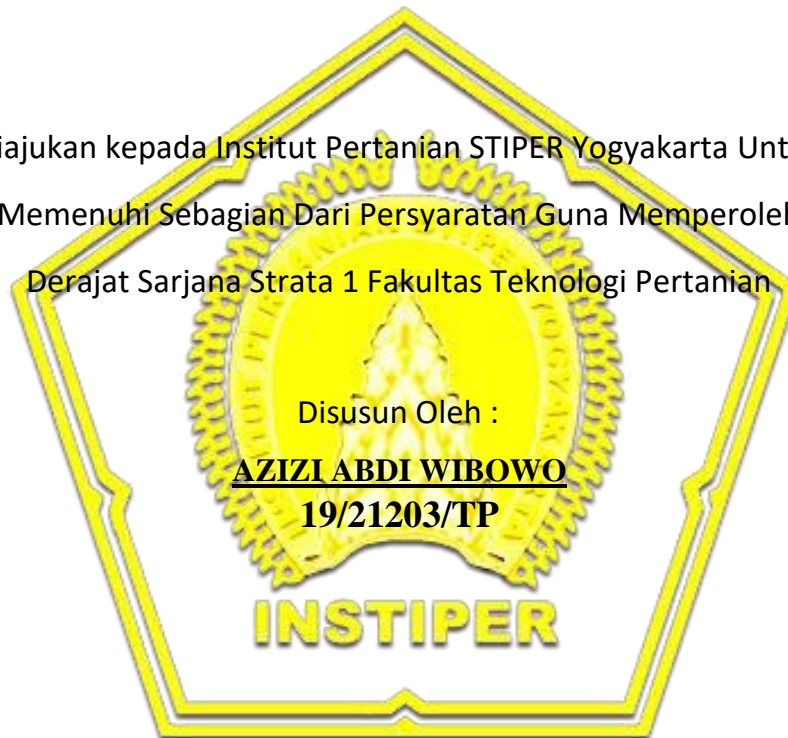 iajukan kepada Institut Pertanian STIPER Yogyakarta Unt
Memenuhi Sebagian Dari Persyaratan Guna Memperoleh
Derajat Sarjana Strata 1 Fakultas Teknologi Pertanian
Disusun Oleh :
AZIZI ABDI WIBOWO
19/21203/TP
INSTIPER